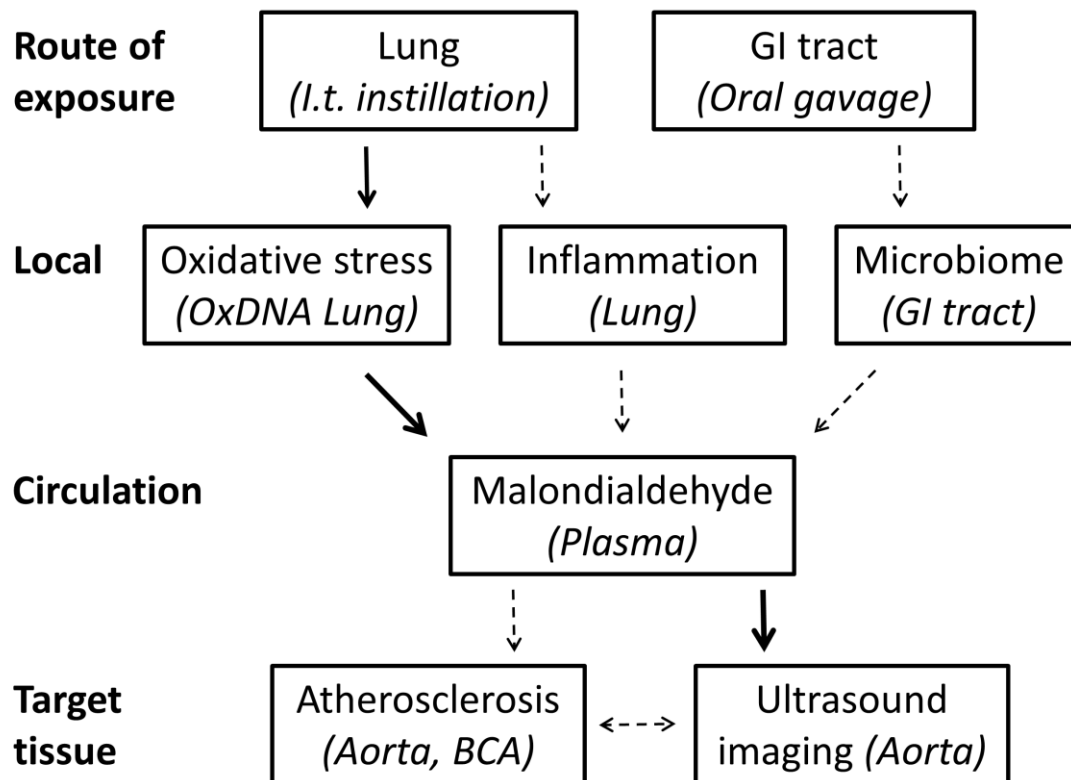 Route of
exposure
Lung
(I.t. instillation)
GI tract
(Oral gavage)
Local
Oxidative stress
(OxDNA Lung)
Inflammation
(Lung)
Microbiome
(GI tract)
Circulation
Malondialdehyde
(Plasma)
Target
tissue
Atherosclerosis
(Aorta, BCA)
Ultrasound
imaging (Aorta)